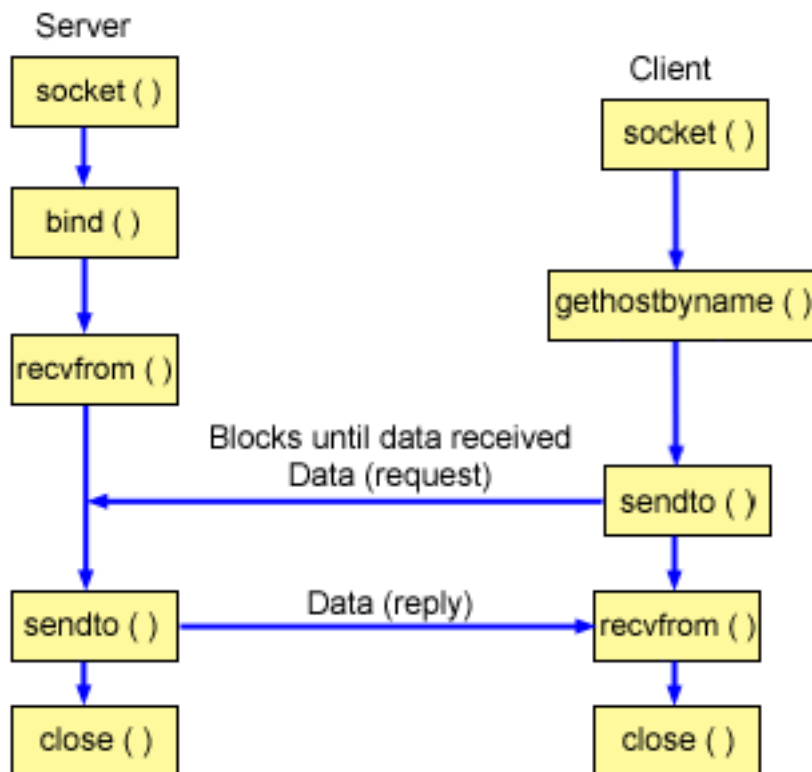 Server
socket ( )
bind ( )
recvfrom ( )
Client
socket ( )
gethostbyname ( )
Blocks until data received
Data (request)
sendto ( )
sendto ( )
Data (reply)
recvfrom ( )
close ( )
close ( )